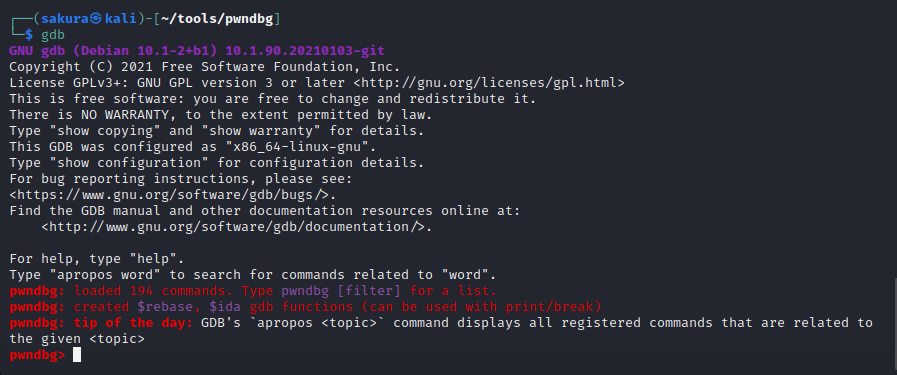 ┌──(sakura㉿kali)-[~/tools/pwndbg]
└─$ gdb
GNU gdb (Debian 10.1-2+b1) 10.1.90.20210103-git
Copyright (C) 2021 Free Software Foundation, Inc.
License GPLv3+: GNU GPL version 3 or later <http://gnu.org/licenses/gpl.html>
This is free software: you are free to change and redistribute it.
There is NO WARRANTY, to the extent permitted by law.
Type "show copying" and "show warranty" for details.
This GDB was configured as "x86_64-linux-gnu".
Type "show configuration" for configuration details.
For bug reporting instructions, please see:
<https://www.gnu.org/software/gdb/bugs/>.
Find the GDB manual and other documentation resources online at:
    <http://www.gnu.org/software/gdb/documentation/>.

For help, type "help".
Type "apropos word" to search for commands related to "word".
pwndbg: loaded 194 commands. Type pwndbg [filter] for a list.
pwndbg: created $rebase, $ida gdb functions (can be used with print/break)
pwndbg: tip of the day: GDB's `apropos <topic>` command displays all registered commands that are related to
the given <topic>
pwndbg>